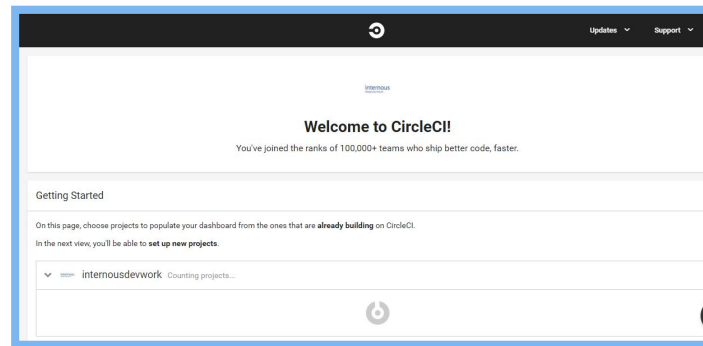 Updates Support
internous
Welcome to CircleCI!
You've joined the ranks of 100,000+ teams who ship better code, faster.
Getting Started
On this page, choose projects to populate your dashboard from the ones that are already building on CircleCI.
In the next view, you'll be able to set up new projects.
internousdevwork Counting projects...